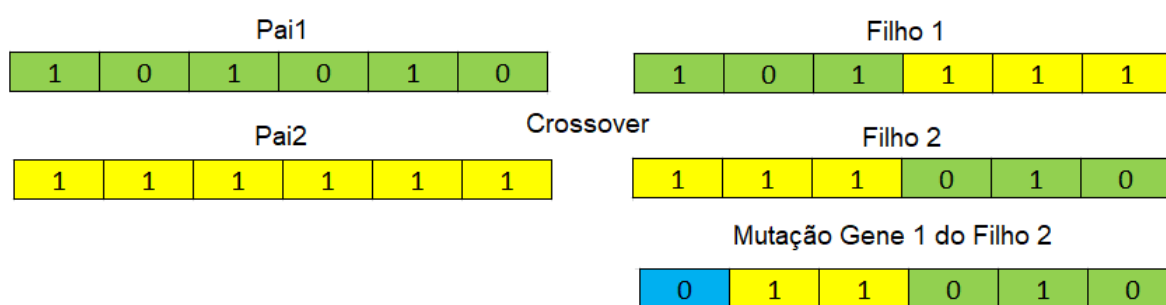 Pai1
1 0 1 0 1 0
Pai2
1 1 1 1 1 1
Crossover
Filho 1
1 0 1 1 1 1
Filho 2
1 1 1 0 1 0
Mutação Gene 1 do Filho 2
0 1 1 0 1 0